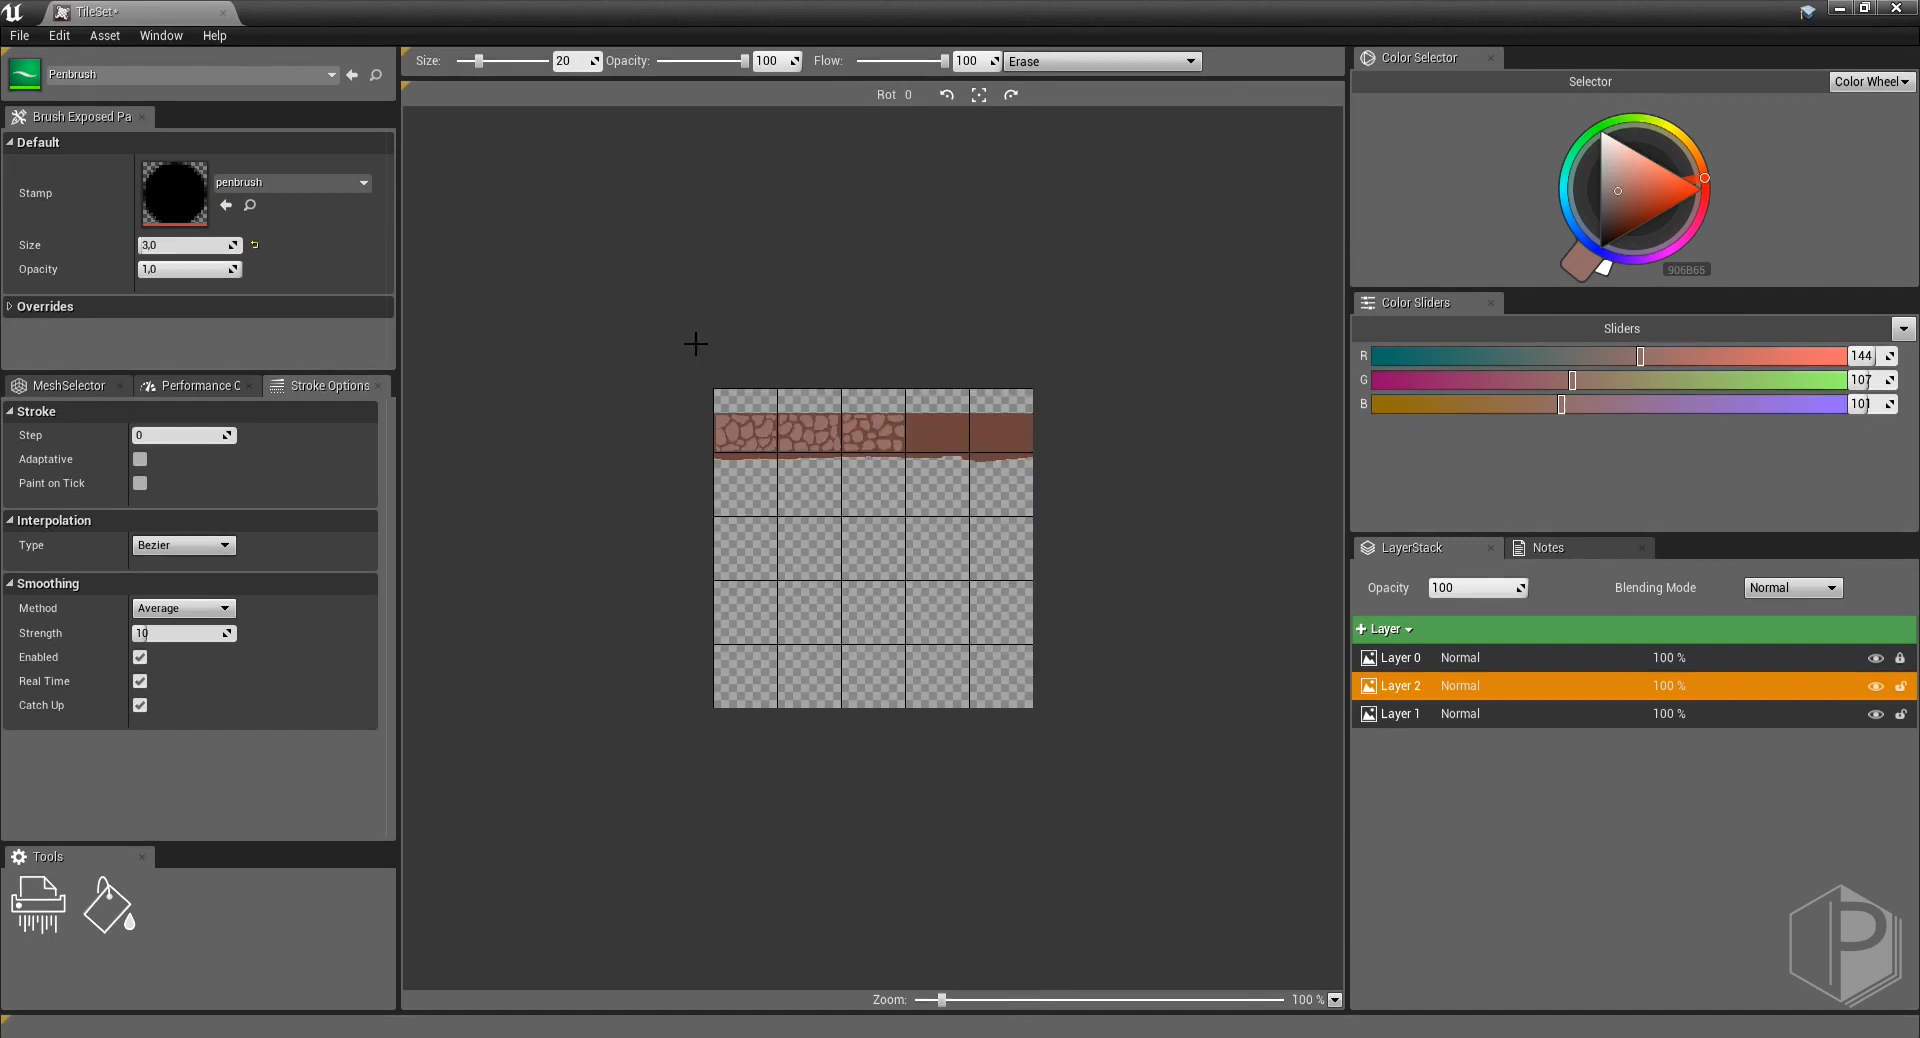 TileSet*
File Edit Asset Window Help
Penbrush
Size: 20 Opacity: 100 Flow: 100 Erase
Rot 0
Brush Exposed Pa
Default
Stamp penbrush
Size 3,0
Opacity 1,0
Overrides
MeshSelector Performance C Stroke Options
Stroke
Step 0
Adaptative
Paint on Tick
Interpolation
Type Bezier
Smoothing
Method Average
Strength 10
Enabled
Real Time
Catch Up
Tools
Zoom: 100 %
Color Selector
Selector Color Wheel
906B65
Color Sliders
Sliders
R 144
G 107
B 101
LayerStack Notes
Opacity 100 Blending Mode Normal
+ Layer
Layer 0 Normal 100 %
Layer 2 Normal 100 %
Layer 1 Normal 100 %
P